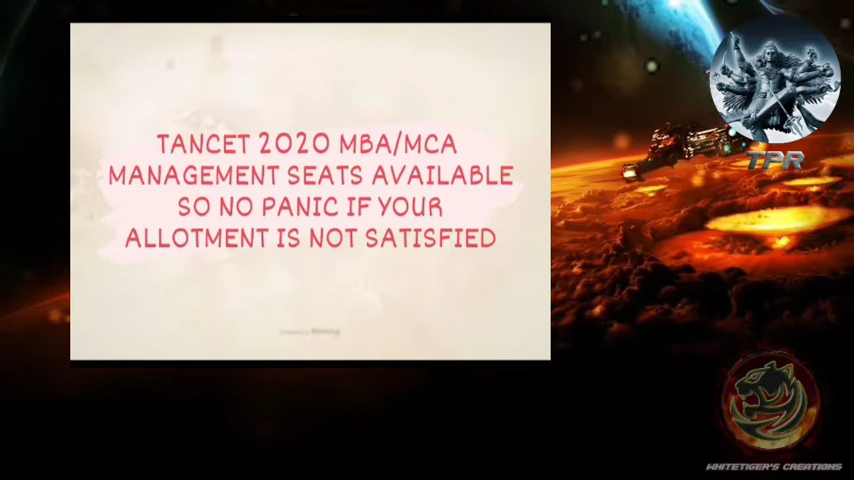 TANCET 2020 MBA/MCA
MANAGEMENT SEATS AVAILABLE
SO NO PANIC IF YOUR
ALLOTMENT IS NOT SATISFIED
TPR
WHITETIGER'S CREATIONS